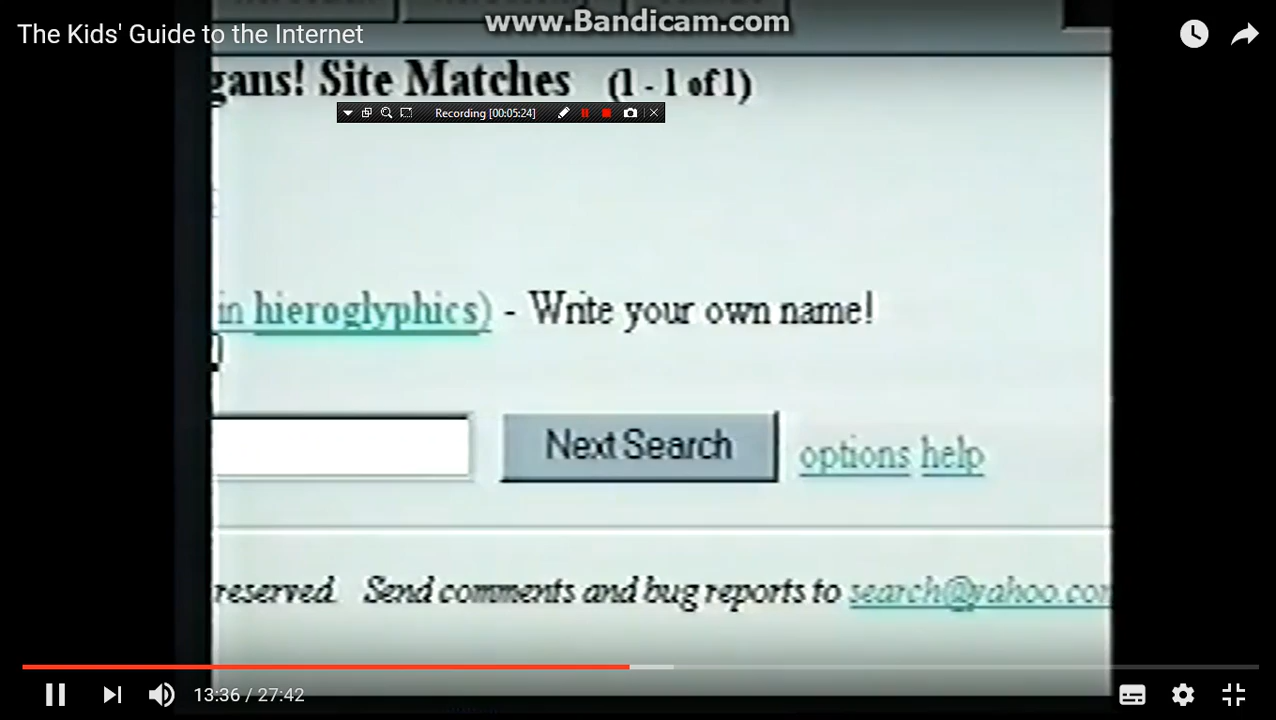 www.Bandicam.com
The Kids' Guide to the Internet
gans! Site Matches (1 - 1 of 1)
Recording [00:05:24]
in hieroglyphics) - Write your own name!
Next Search options help
reserved. Send comments and bug reports to search@yahoo.com
13:36 / 27:42